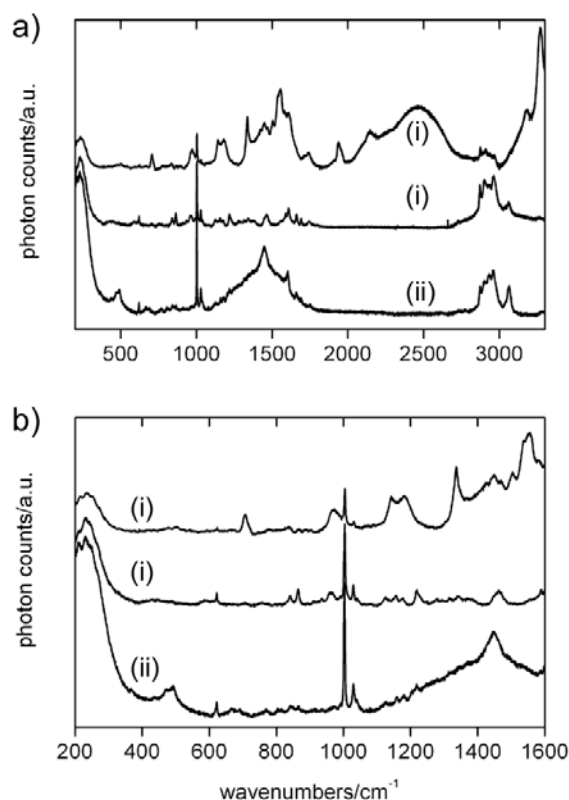 a)
photon counts/a.u.
(i)
(i)
(ii)
500 1000 1500 2000 2500 3000
b)
photon counts/a.u.
(i)
(i)
(ii)
200 400 600 800 1000 1200 1400 1600
wavenumbers/cm⁻¹